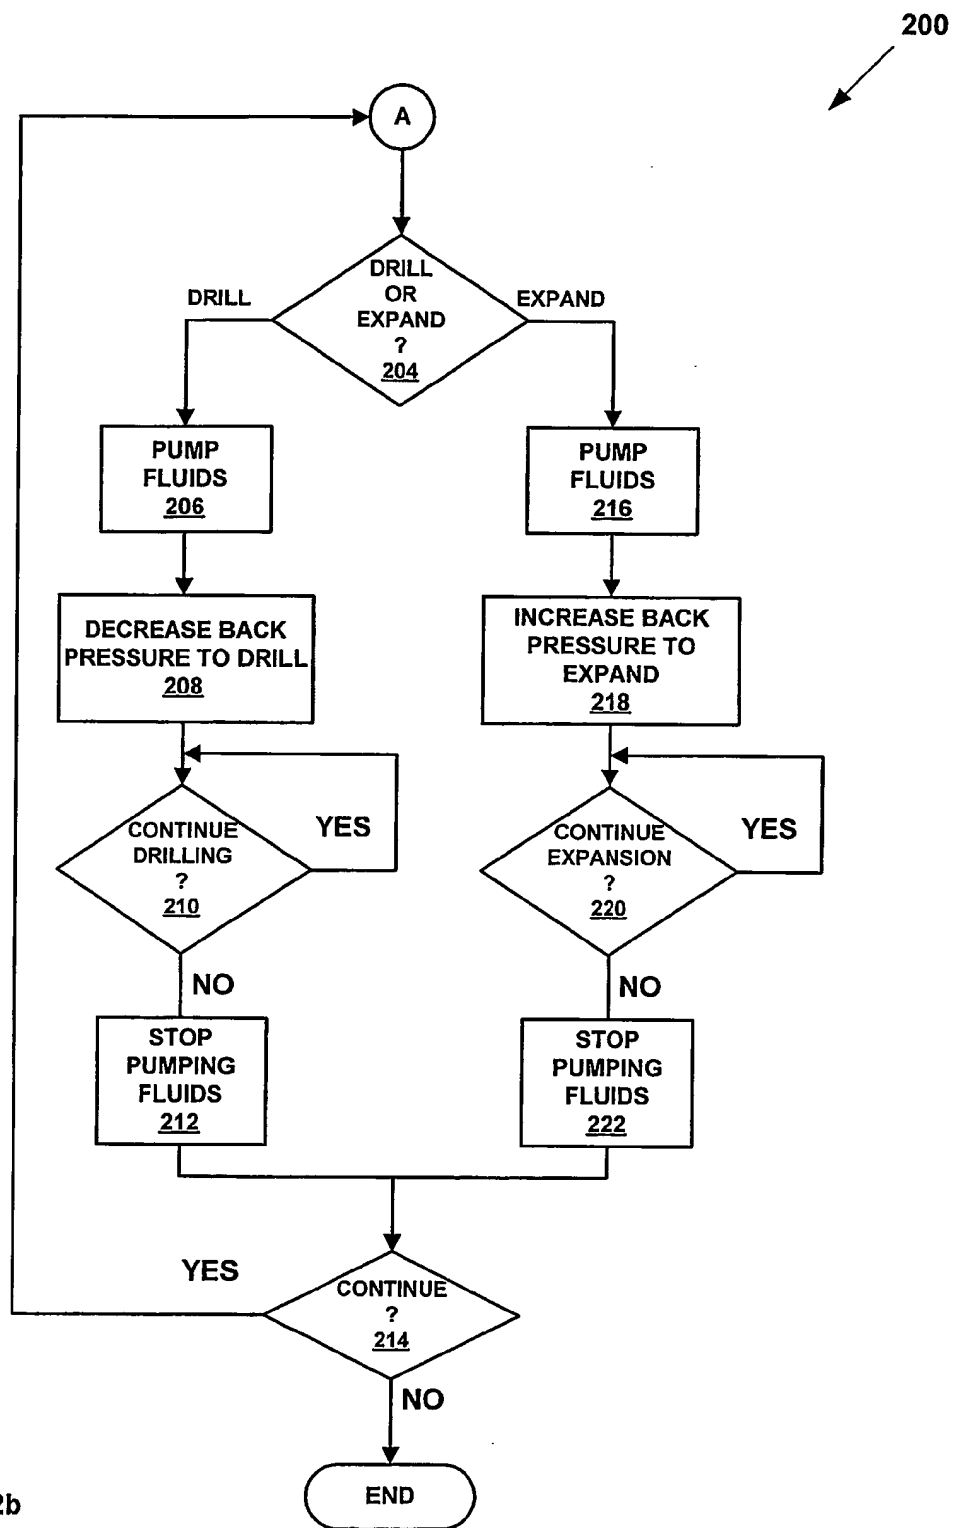 200
A
DRILL
OR
EXPAND
?
204
DRILL
EXPAND
PUMP
FLUIDS
206
PUMP
FLUIDS
216
DECREASE BACK
PRESSURE TO DRILL
208
INCREASE BACK
PRESSURE TO
EXPAND
218
CONTINUE
DRILLING
?
210
YES
CONTINUE
EXPANSION
?
220
YES
NO
NO
STOP
PUMPING
FLUIDS
212
STOP
PUMPING
FLUIDS
222
YES
CONTINUE
?
214
NO
END
2b